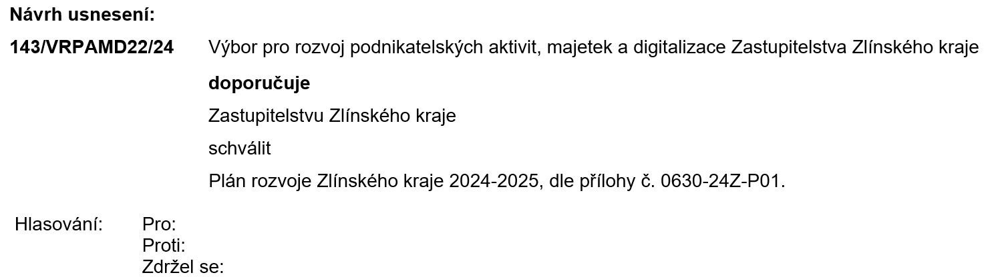 Návrh usnesení:
143/VRPAMD22/24 Výbor pro rozvoj podnikatelských aktivit, majetek a digitalizace Zastupitelstva Zlínského kraje
doporučuje
Zastupitelstvu Zlínského kraje
schválit
Plán rozvoje Zlínského kraje 2024-2025, dle přílohy č. 0630-24Z-P01.
Hlasování: Pro:
Proti:
Zdržel se: